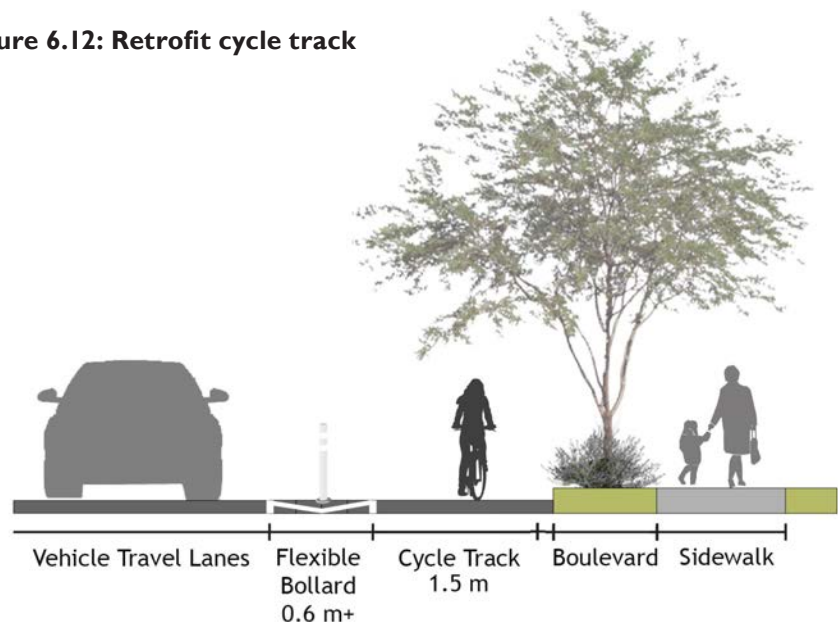 ure 6.12: Retrofit cycle track
Vehicle Travel Lanes
Flexible
Bollard
0.6 m+
Cycle Track
1.5 m
Boulevard
Sidewalk